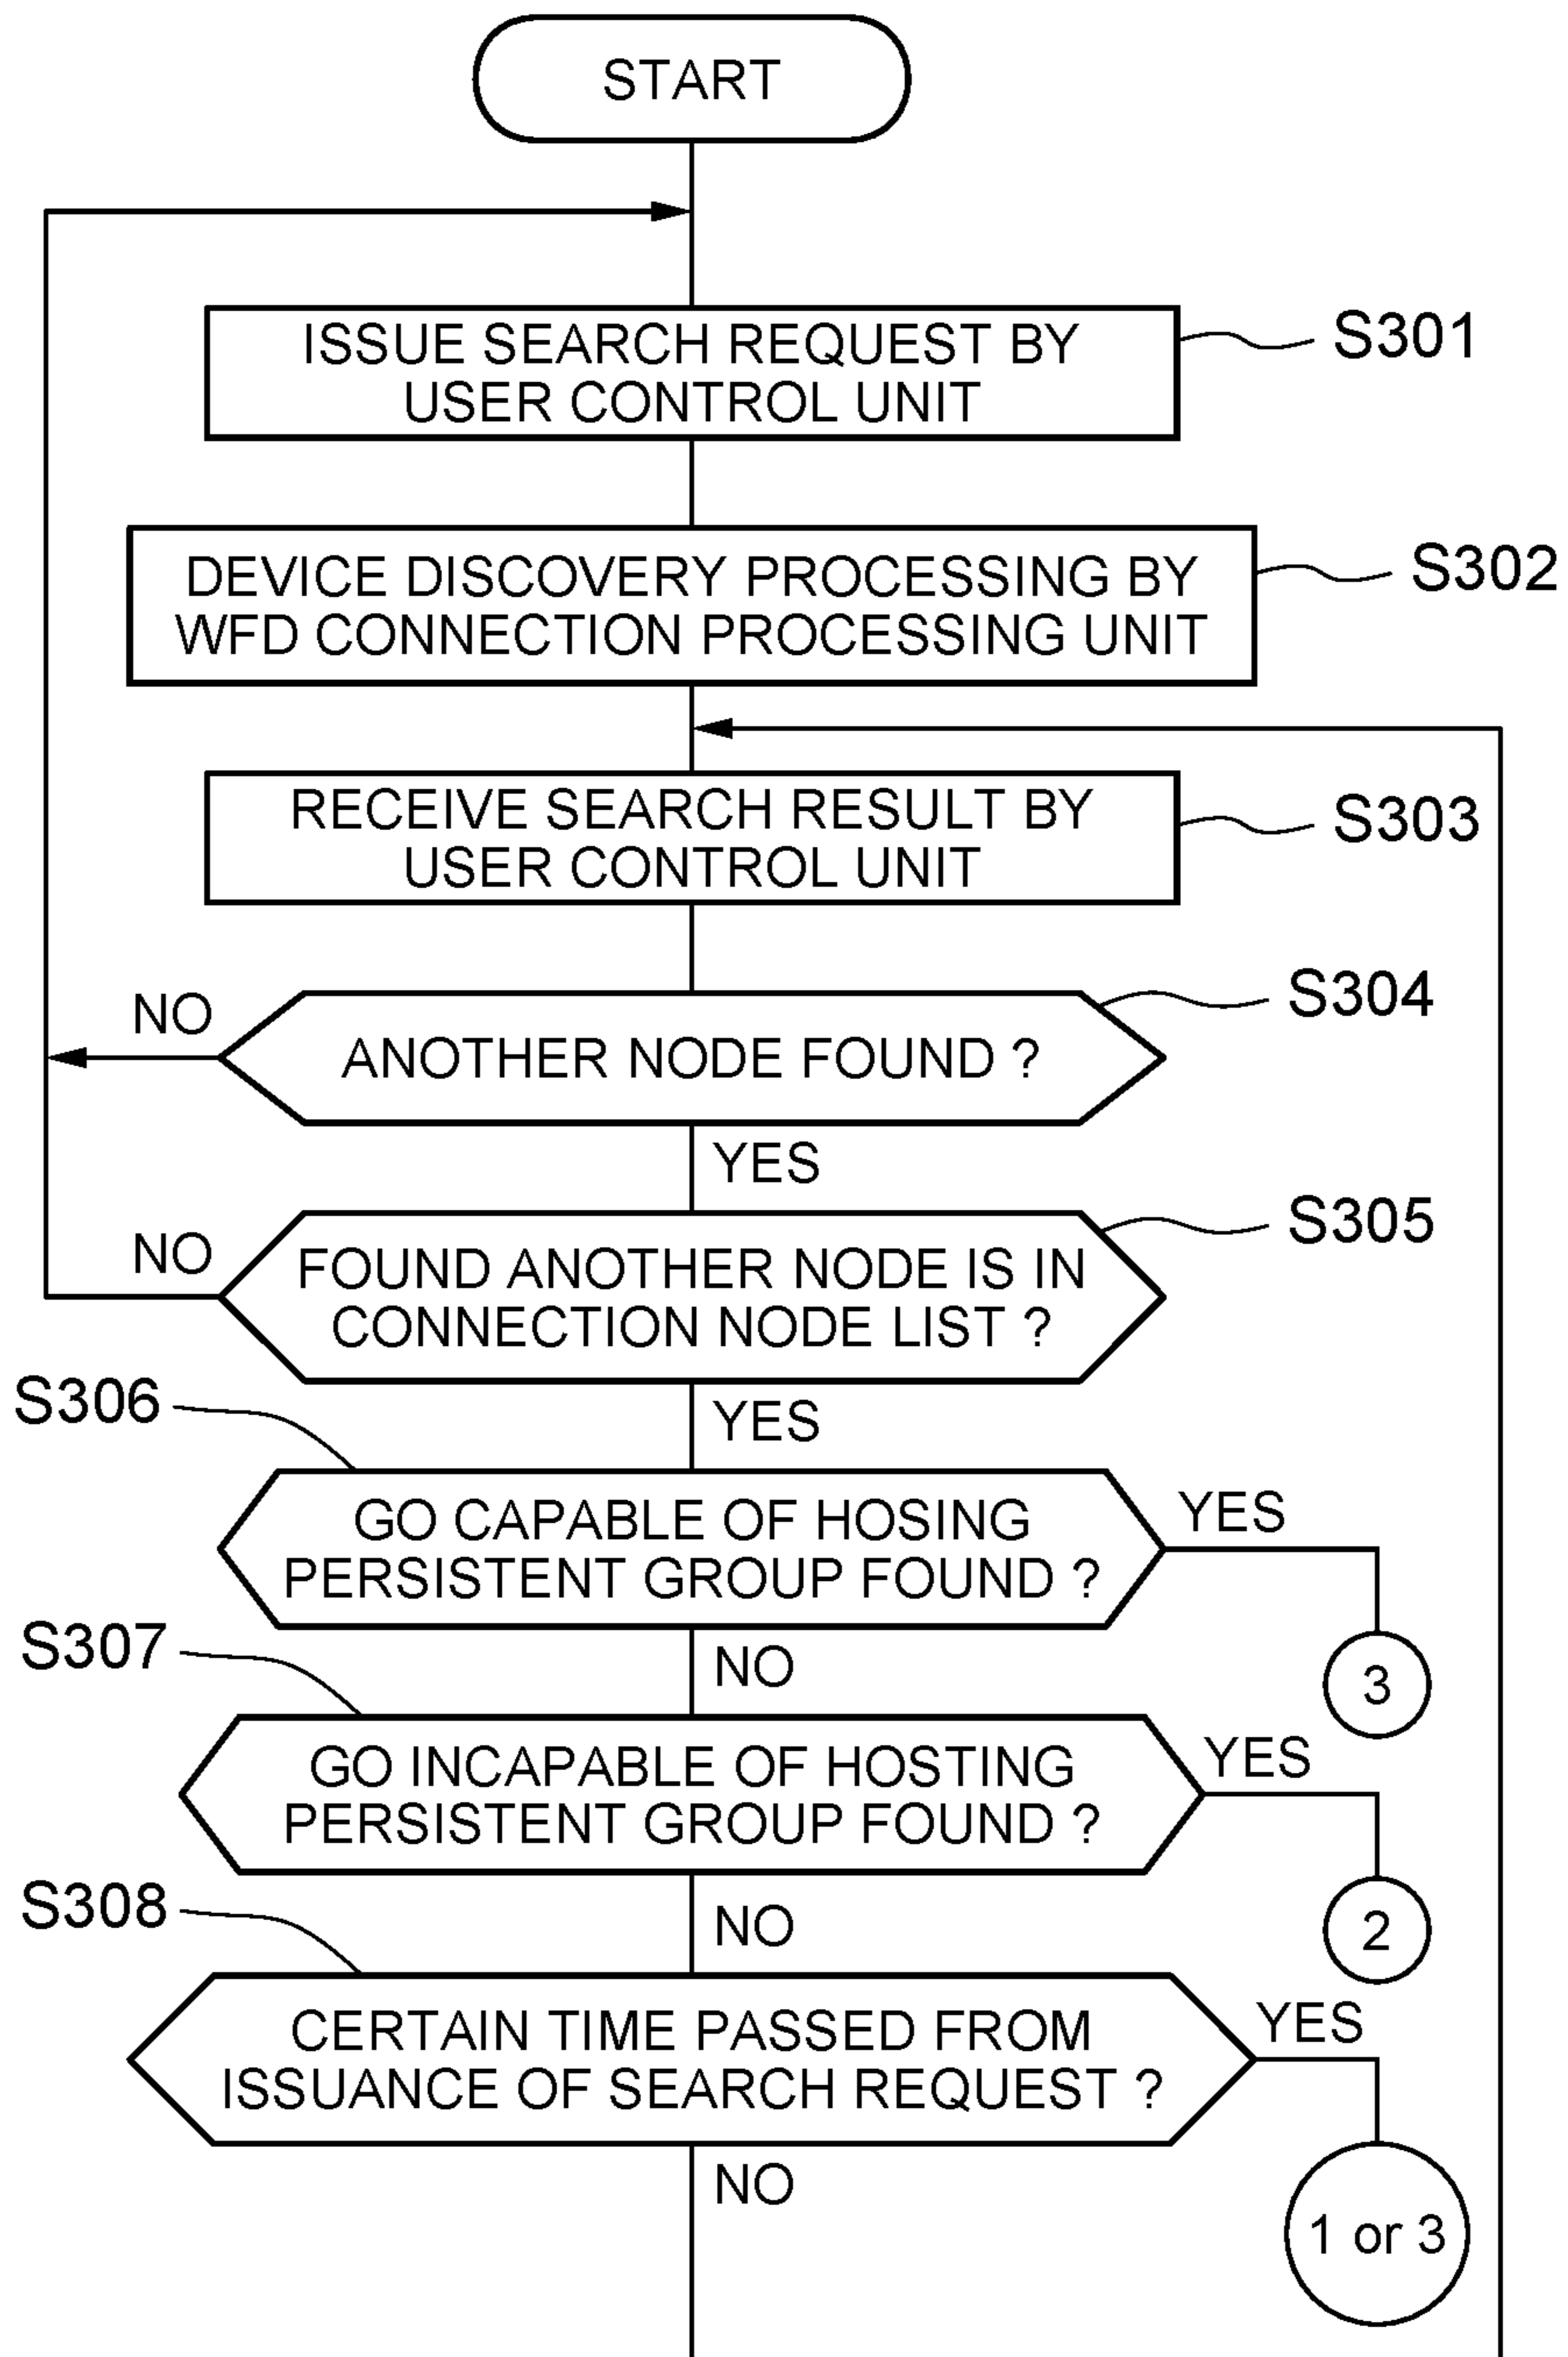 START
ISSUE SEARCH REQUEST BY
USER CONTROL UNIT
S301
DEVICE DISCOVERY PROCESSING BY
WFD CONNECTION PROCESSING UNIT
S302
RECEIVE SEARCH RESULT BY
USER CONTROL UNIT
S303
S304
NO
ANOTHER NODE FOUND ?
YES
S305
NO
FOUND ANOTHER NODE IS IN
CONNECTION NODE LIST ?
S306
YES
GO CAPABLE OF HOSING
PERSISTENT GROUP FOUND ?
YES
3
S307
NO
GO INCAPABLE OF HOSTING
PERSISTENT GROUP FOUND ?
YES
2
S308
NO
CERTAIN TIME PASSED FROM
ISSUANCE OF SEARCH REQUEST ?
YES
1 or 3
NO